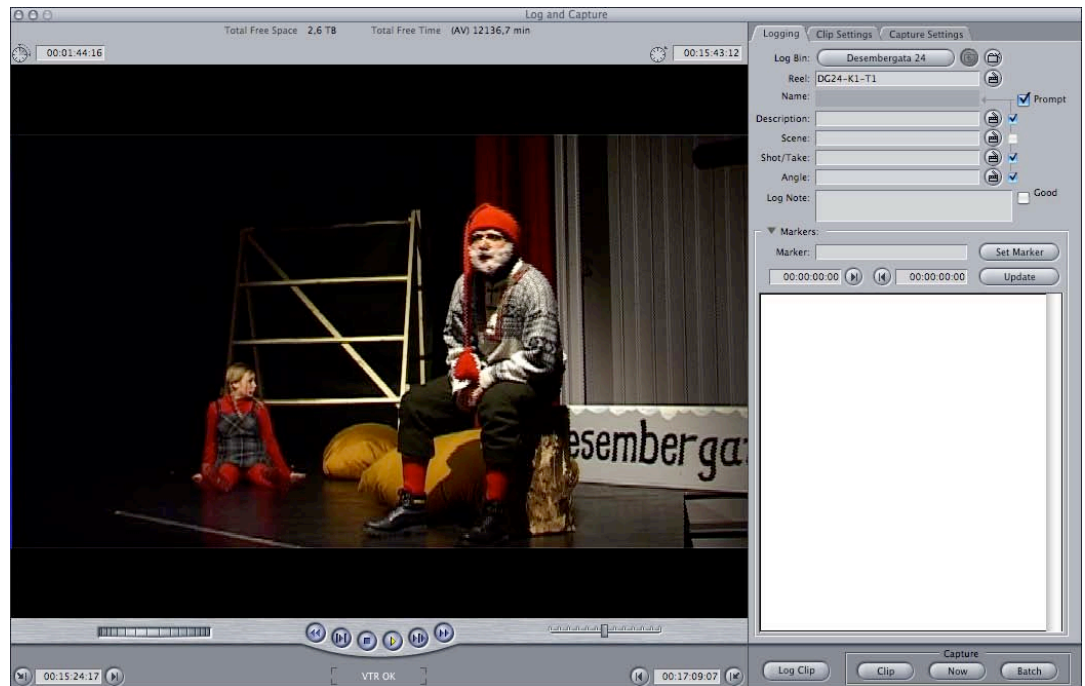 Log and Capture
Total Free Space 2,6 TB Total Free Time (AV) 12136,7 min
00:01:44:16
00:15:43:12
esemberga
00:15:24:17
VTR OK
00:17:09:07
Logging Clip Settings Capture Settings
Log Bin: Desembergata 24
Reel: DG24-K1-T1
Name: Prompt
Description:
Scene:
Shot/Take:
Angle:
Log Note: Good
Markers:
Marker: Set Marker
00:00:00:00 00:00:00:00 Update
Capture
Log Clip Clip Now Batch